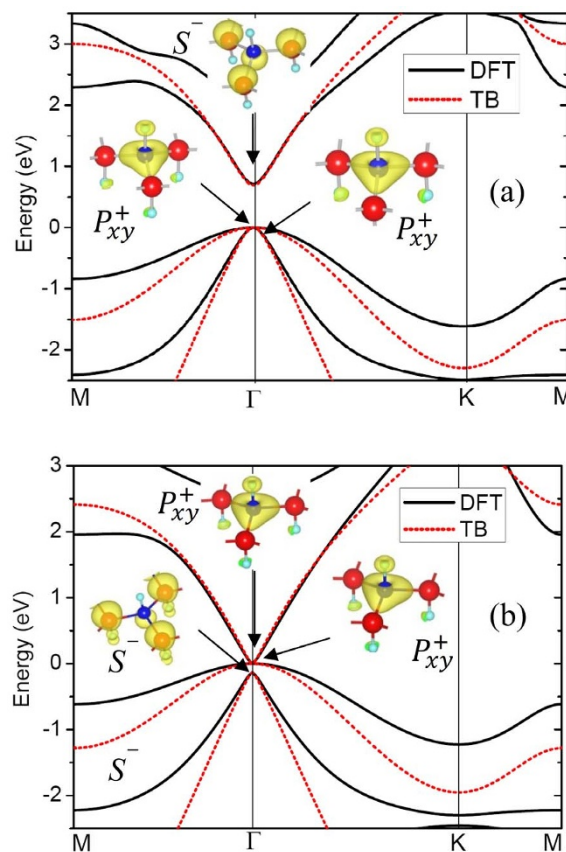 3
2
1
0
-1
-2
Energy (eV)
S⁻
DFT
TB
(a)
P⁺xy
P⁺xy
M
Γ
K
M
3
2
1
0
-1
-2
Energy (eV)
P⁺xy
DFT
TB
(b)
S⁻
P⁺xy
S⁻
M
Γ
K
M